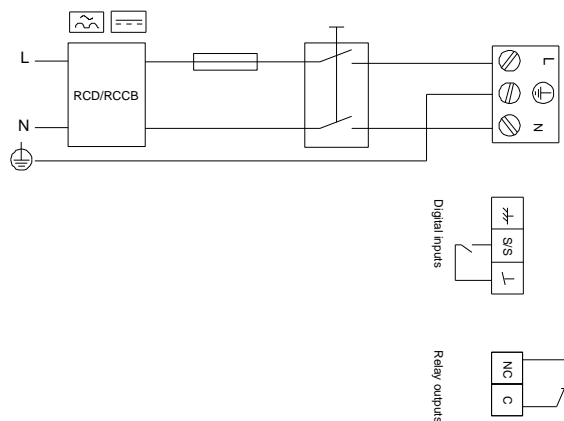 L
RCD/RCCB
N
L
N
Digital inputs
S/S
Relay outputs
NC
C